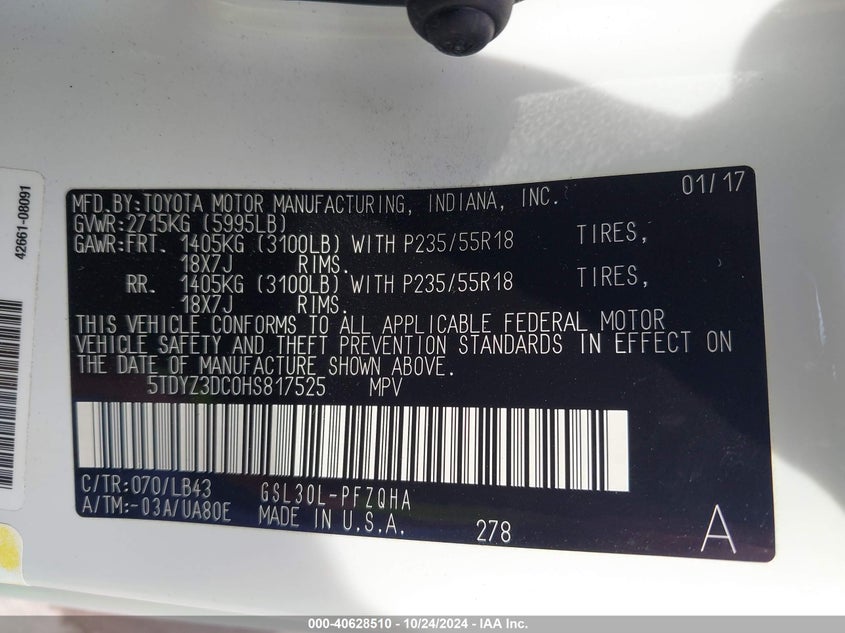 42661-08091
MFD.BY:TOYOTA MOTOR MANUFACTURING, INDIANA, INC. 01/17
GVWR:2715KG (5995LB)
GAWR:FRT. 1405KG (3100LB) WITH P235/55R18 TIRES,
18X7J RIMS.
RR. 1405KG (3100LB) WITH P235/55R18 TIRES,
18X7J RIMS.
THIS VEHICLE CONFORMS TO ALL APPLICABLE FEDERAL MOTOR
VEHICLE SAFETY AND THEFT PREVENTION STANDARDS IN EFFECT ON
THE DATE OF MANUFACTURE SHOWN ABOVE.
5TDYZ3DC0HS817525 MPV
C/TR:070/LB43 GSL30L-PFZQHA
A/TM:-03A/UA80E MADE IN U.S.A. 278 A
000-40628510 | 10/24/2024 - IAA Inc.